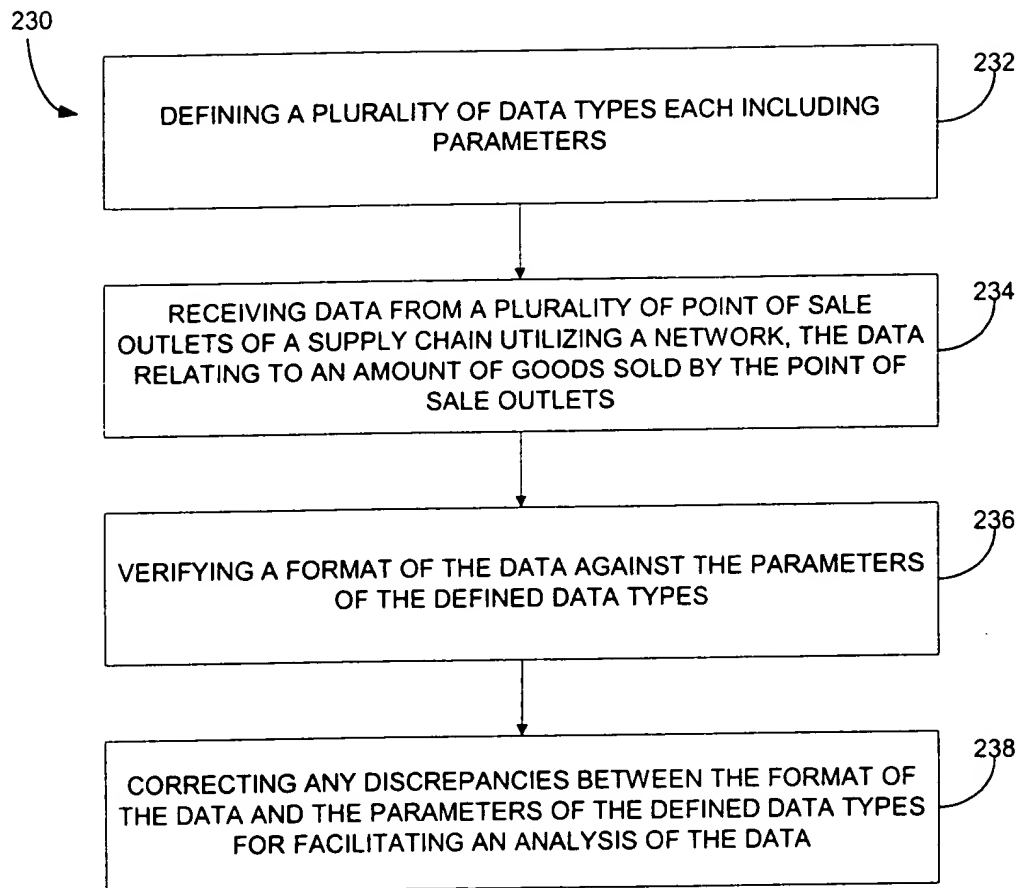 230
232
DEFINING A PLURALITY OF DATA TYPES EACH INCLUDING
PARAMETERS
234
RECEIVING DATA FROM A PLURALITY OF POINT OF SALE
OUTLETS OF A SUPPLY CHAIN UTILIZING A NETWORK, THE DATA
RELATING TO AN AMOUNT OF GOODS SOLD BY THE POINT OF
SALE OUTLETS
236
VERIFYING A FORMAT OF THE DATA AGAINST THE PARAMETERS
OF THE DEFINED DATA TYPES
238
CORRECTING ANY DISCREPANCIES BETWEEN THE FORMAT OF
THE DATA AND THE PARAMETERS OF THE DEFINED DATA TYPES
FOR FACILITATING AN ANALYSIS OF THE DATA